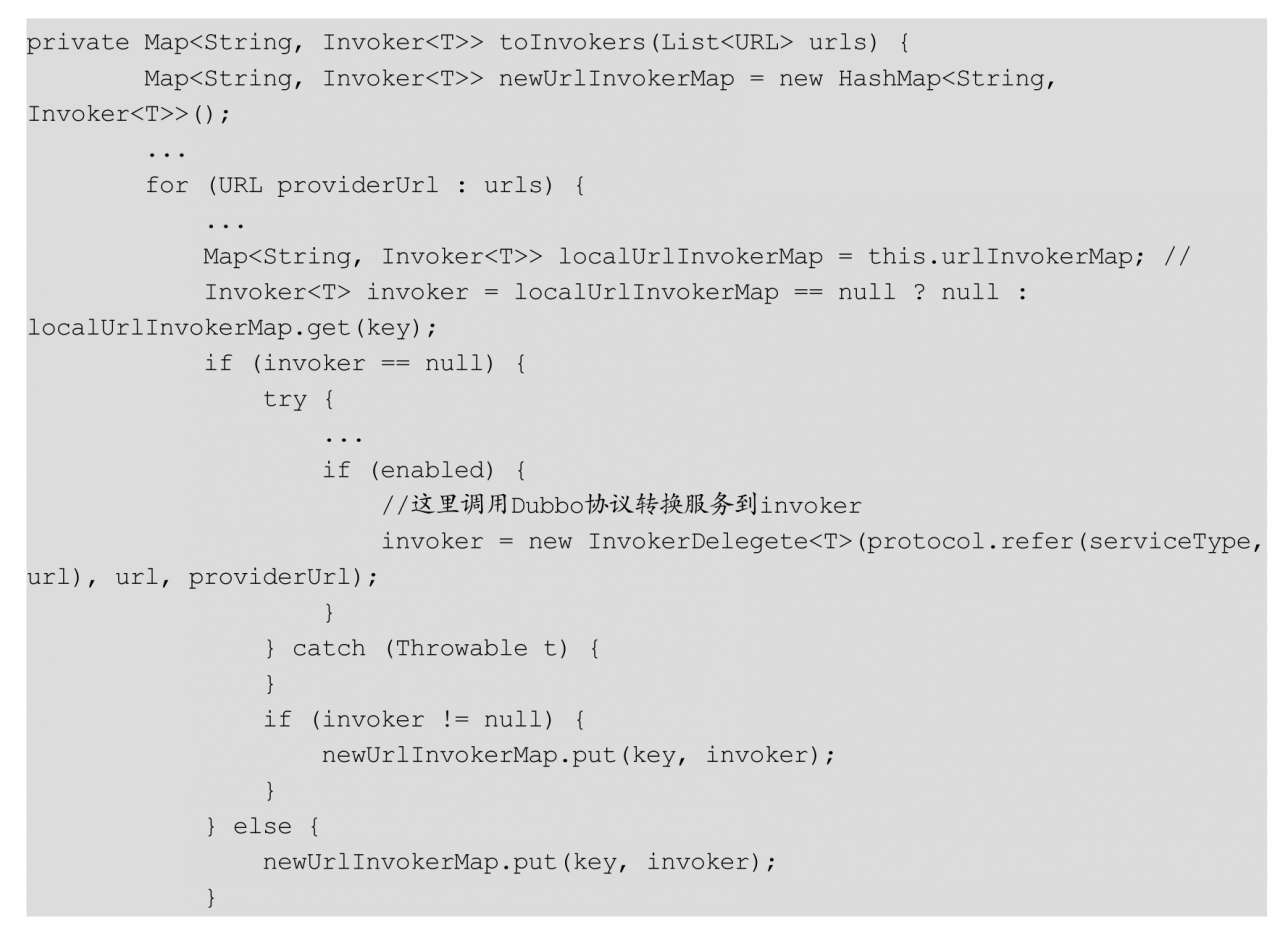 private Map<String, Invoker<T>> toInvokers(List<URL> urls) {
        Map<String, Invoker<T>> newUrlInvokerMap = new HashMap<String,
Invoker<T>>();
        ...
        for (URL providerUrl : urls) {
            ...
            Map<String, Invoker<T>> localUrlInvokerMap = this.urlInvokerMap; //
            Invoker<T> invoker = localUrlInvokerMap == null ? null :
localUrlInvokerMap.get(key);
            if (invoker == null) {
                try {
                    ...
                    if (enabled) {
                        //这里调用Dubbo协议转换服务到invoker
                        invoker = new InvokerDelegete<T>(protocol.refer(serviceType,
url), url, providerUrl);
                    }
                } catch (Throwable t) {
                }
                if (invoker != null) {
                    newUrlInvokerMap.put(key, invoker);
                }
            } else {
                newUrlInvokerMap.put(key, invoker);
            }